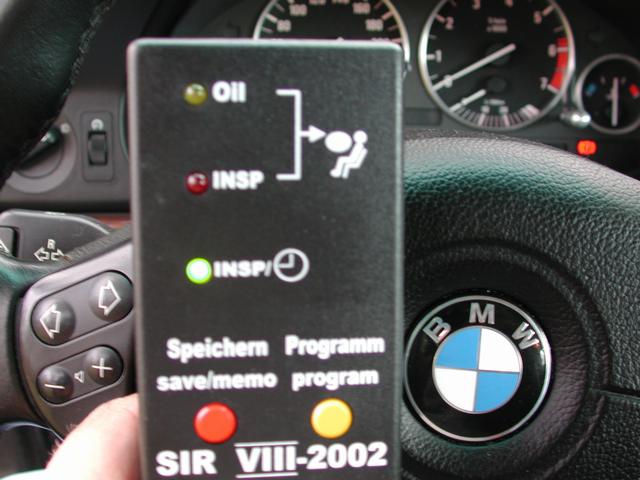 Oil
INSP
INSP/
Speichern Programm
save/memo program
SIR VIII-2002
BMW
R